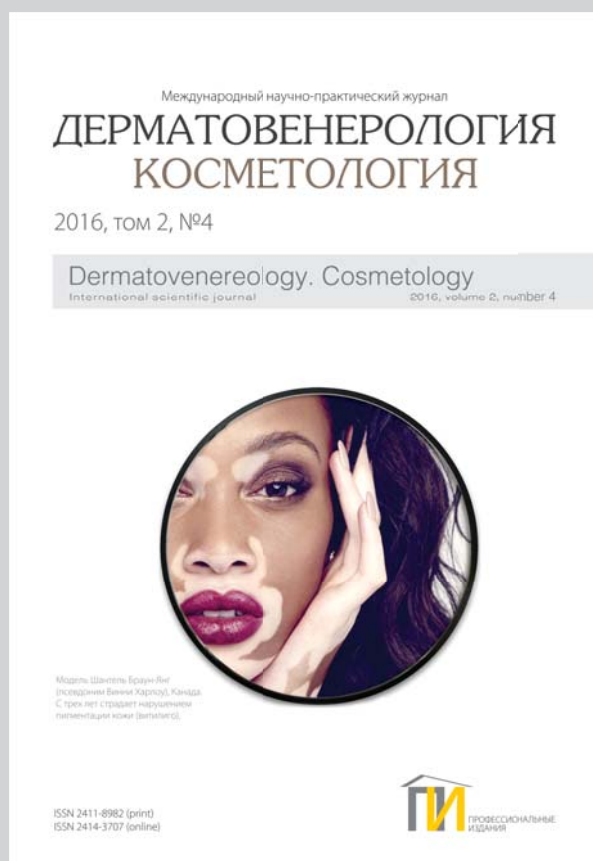 Международный научно-практический журнал
ДЕРМАТОВЕНЕРОЛОГИЯ
КОСМЕТОЛОГИЯ
2016, том 2, №4
Dermatovenereology. Cosmetology
International scientific journal
2016, volume 2, number 4
Модель Шантель Браун-Янг
(псевдоним Винни Харлоу), Канада.
С трех лет страдает нарушением
пигментации кожи (витилиго).
ISSN 2411-8982 (print)
ISSN 2414-3707 (online)
ПИ
ПРОФЕССИОНАЛЬНЫЕ
ИЗДАНИЯ